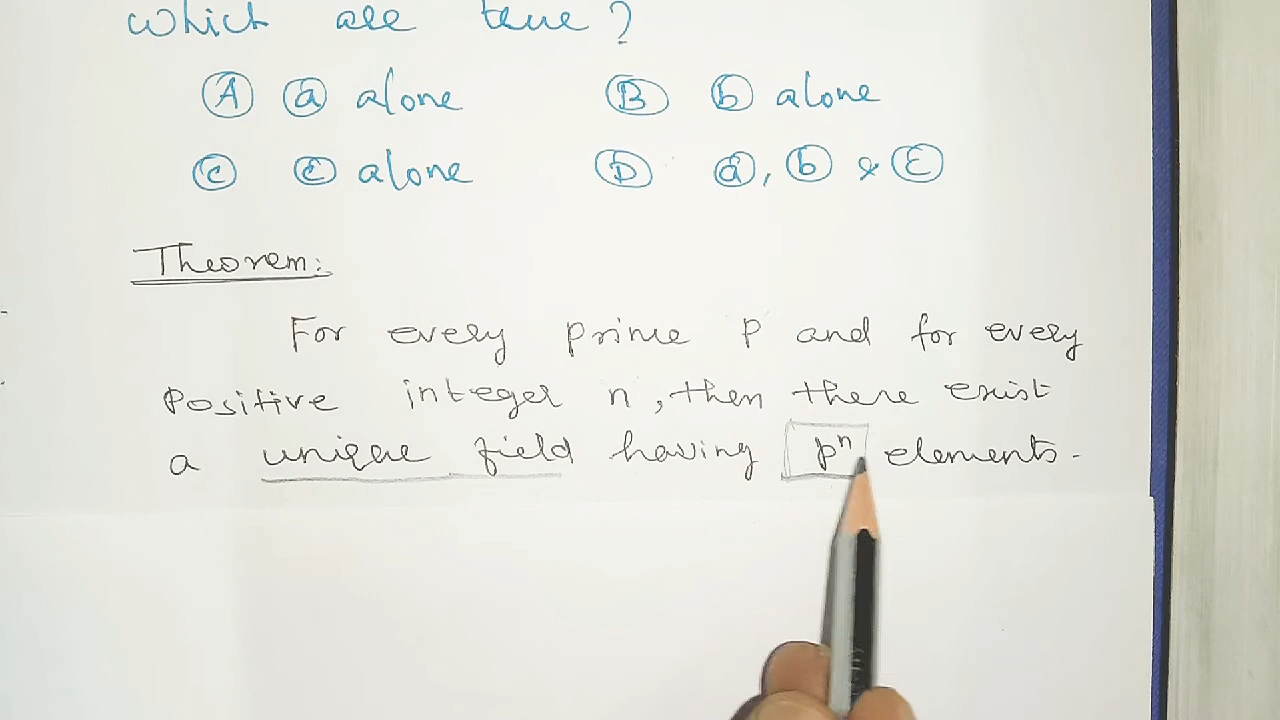 Which are true?
Ⓐ ⓐ alone Ⓑ ⓑ alone
Ⓒ ⓒ alone Ⓓ ⓐ, ⓑ & ⓒ
Theorem:
For every prime p and for every
Positive integer n, then there exist
a unique field having pⁿ elements.